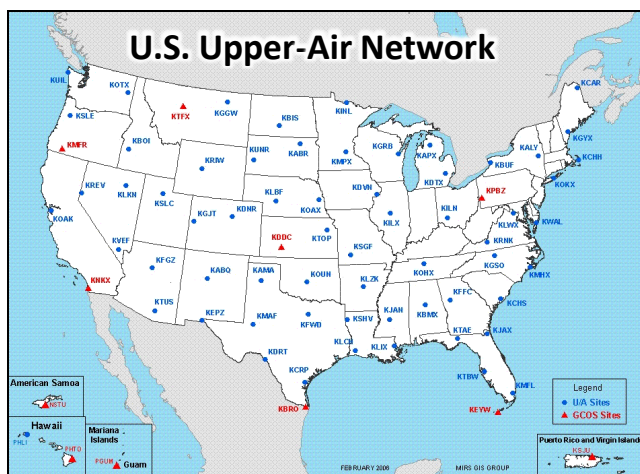 U.S. Upper-Air Network
KUIL
KOTX
KTFX
KGGW
KBIS
KINL
KCAR
KSLE
KMFR
KBOI
KRIW
KUNR
KABR
KMPX
KGRB
KAPX
KDTX
KBUF
KALY
KGYX
KCHH
KOKX
KREV
KLKN
KSLC
KGJT
KDNR
KLBF
KOAX
KDVN
KILX
KILN
KPBZ
KLWX
KWAL
KOAK
KVEF
KDDC
KTOP
KSGF
KRNK
KGSO
KMHX
KNKX
KFGZ
KABQ
KAMA
KOUN
KLZK
KOHX
KFFC
KCHS
KTUS
KEPZ
KMAF
KFWD
KSHV
KJAN
KBMX
KTAE
KJAX
KDRT
KCRP
KLIX
KTBW
KMFL
KBRO
KEYW
American Samoa
NSTU
Hawaii
PHLI
PHTO
Mariana
Islands
Guam
Legend
U/A Sites
GCOS Sites
Puerto Rico and Virgin Islands
FEBRUARY 2006
MIRS GIS GROUP